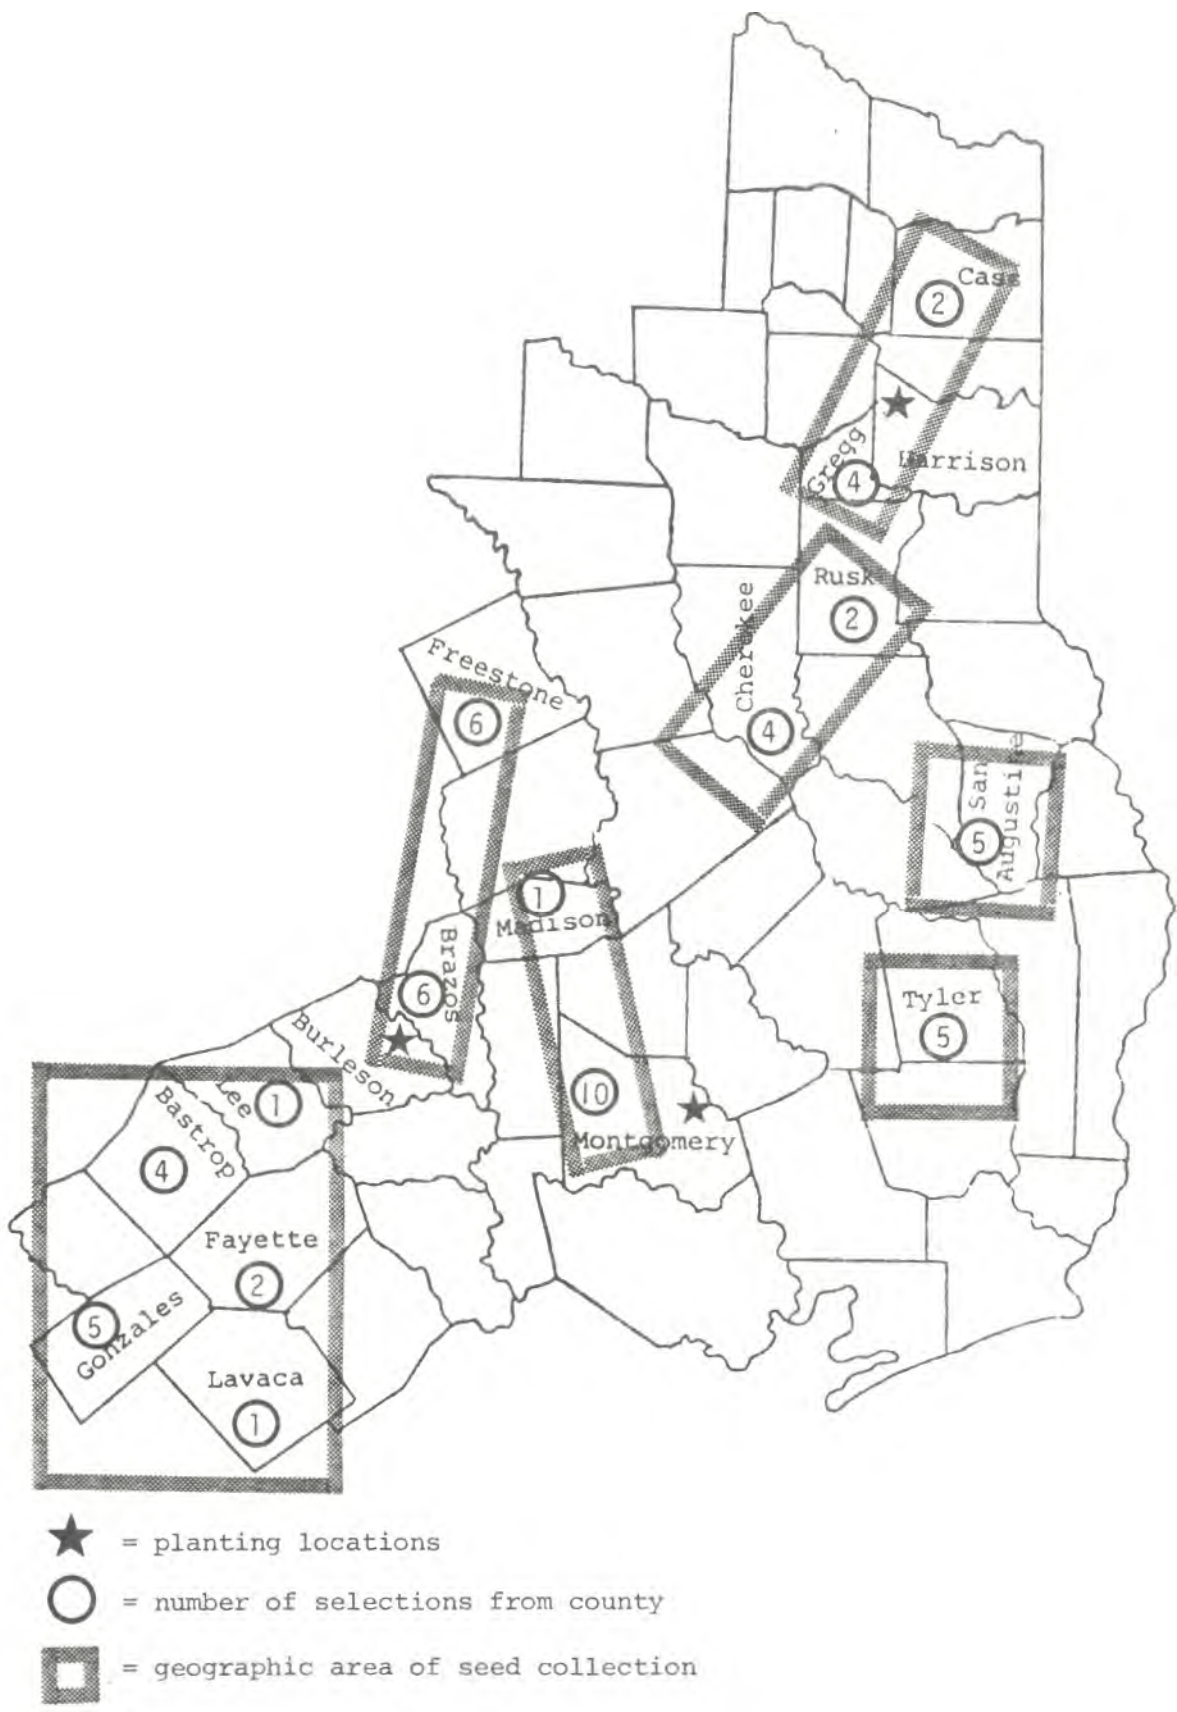 Cass
2
Harrison
Gregg
4
Rusk
2
Cherokee
4
Freestone
6
San
Augustine
5
1
Madison
Brazos
6
Tyler
5
Burleson
Lee
1
Bastrop
4
10
Montgomery
Fayette
2
5
Gonzales
Lavaca
1
= planting locations
= number of selections from county
= geographic area of seed collection